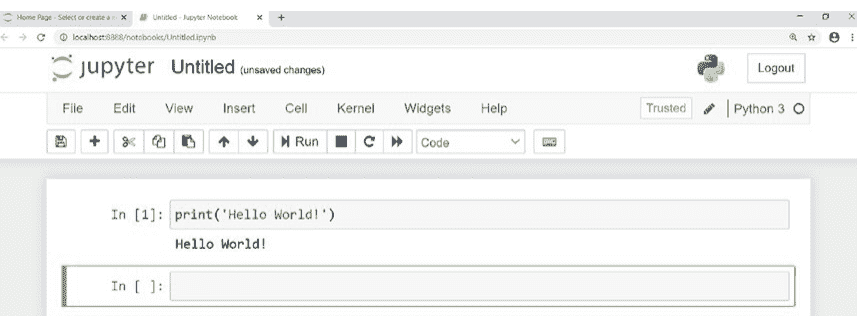 Home Page - Select or create a n
Untitled - Jupyter Notebook
localhost:8888/notebooks/Untitled.ipynb
jupyter Untitled (unsaved changes)
Logout
File Edit View Insert Cell Kernel Widgets Help
Trusted
Python 3
Run
Code
In [1]: print('Hello World!')
Hello World!
In [ ]: